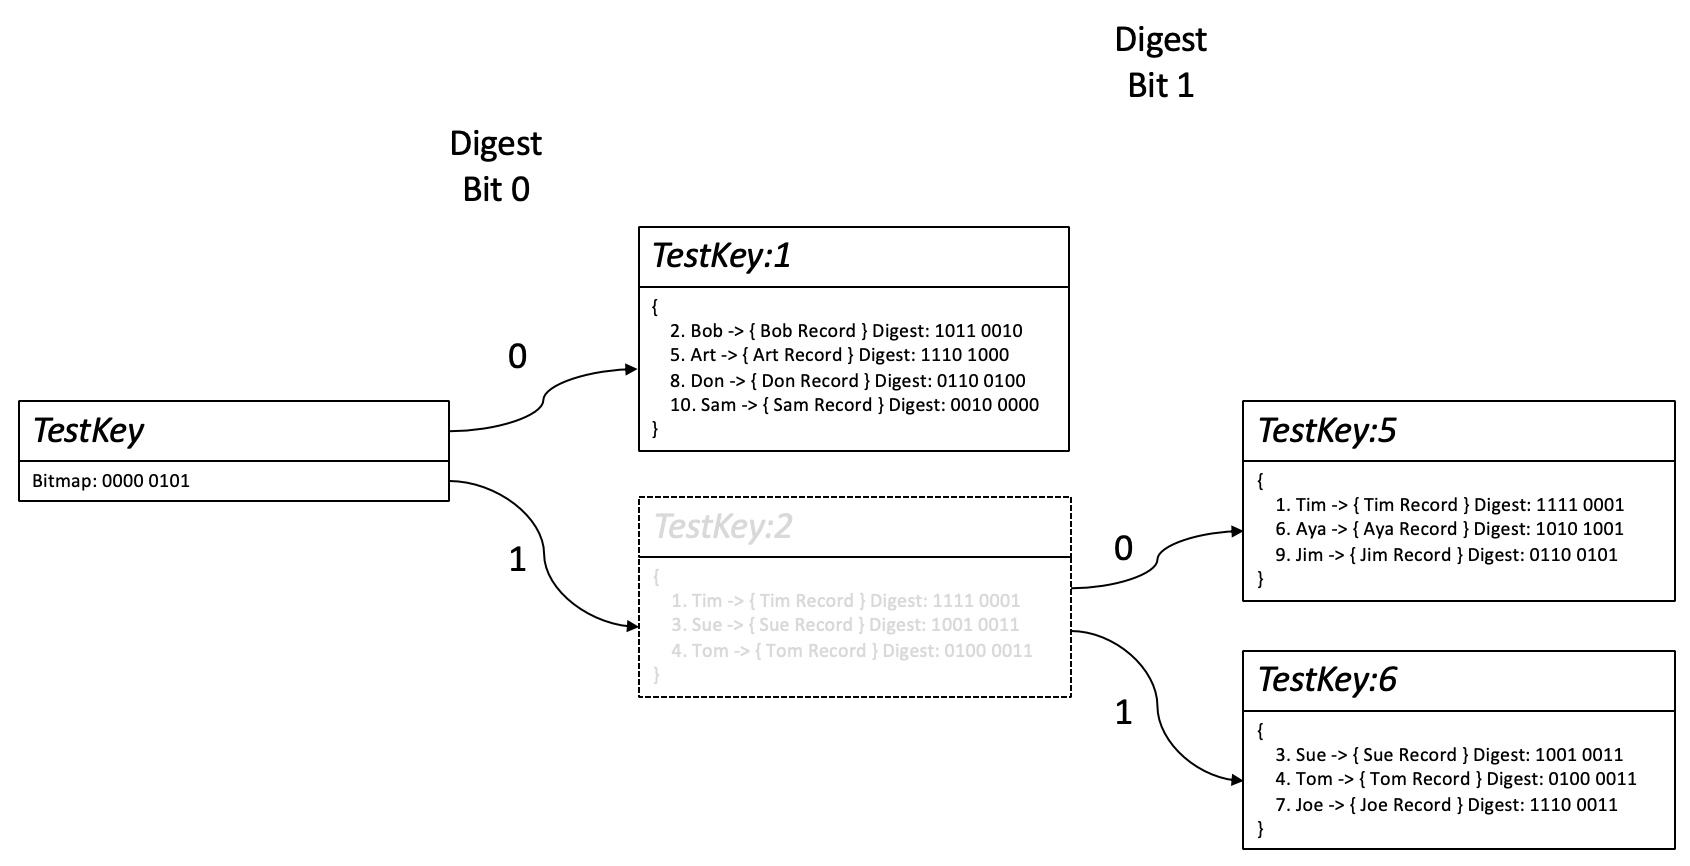 Digest
Bit 1
Digest
Bit 0
TestKey:1
{
2. Bob -> { Bob Record } Digest: 1011 0010
5. Art -> { Art Record } Digest: 1110 1000
8. Don -> { Don Record } Digest: 0110 0100
10. Sam -> { Sam Record } Digest: 0010 0000
}
0
TestKey
Bitmap: 0000 0101
1
TestKey:2
{
1. Tim -> { Tim Record } Digest: 1111 0001
3. Sue -> { Sue Record } Digest: 1001 0011
4. Tom -> { Tom Record } Digest: 0100 0011
}
0
1
TestKey:5
{
1. Tim -> { Tim Record } Digest: 1111 0001
6. Aya -> { Aya Record } Digest: 1010 1001
9. Jim -> { Jim Record } Digest: 0110 0101
}
TestKey:6
{
3. Sue -> { Sue Record } Digest: 1001 0011
4. Tom -> { Tom Record } Digest: 0100 0011
7. Joe -> { Joe Record } Digest: 1110 0011
}